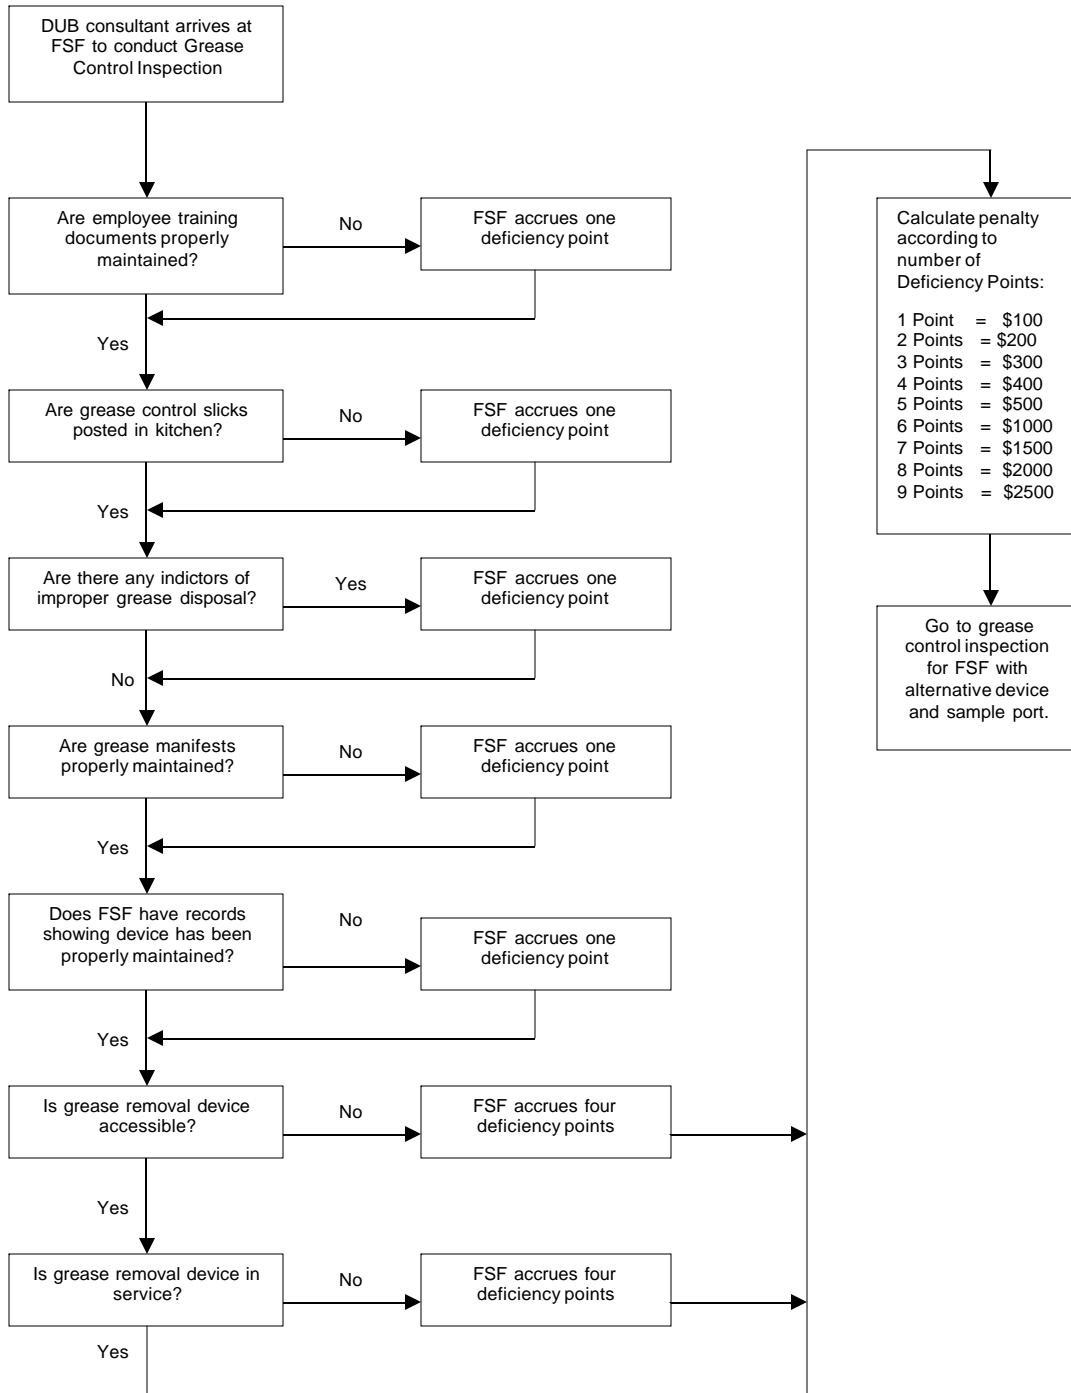 DUB consultant arrives at
FSF to conduct Grease
Control Inspection
Are employee training
documents properly
maintained?
No
FSF accrues one
deficiency point
Yes
Are grease control slicks
posted in kitchen?
No
FSF accrues one
deficiency point
Yes
Are there any indictors of
improper grease disposal?
Yes
FSF accrues one
deficiency point
No
Are grease manifests
properly maintained?
No
FSF accrues one
deficiency point
Yes
Does FSF have records
showing device has been
properly maintained?
No
FSF accrues one
deficiency point
Yes
Is grease removal device
accessible?
No
FSF accrues four
deficiency points
Yes
Is grease removal device in
service?
No
FSF accrues four
deficiency points
Yes
Calculate penalty
according to
number of
Deficiency Points:
1 Point = $100
2 Points = $200
3 Points = $300
4 Points = $400
5 Points = $500
6 Points = $1000
7 Points = $1500
8 Points = $2000
9 Points = $2500
Go to grease
control inspection
for FSF with
alternative device
and sample port.